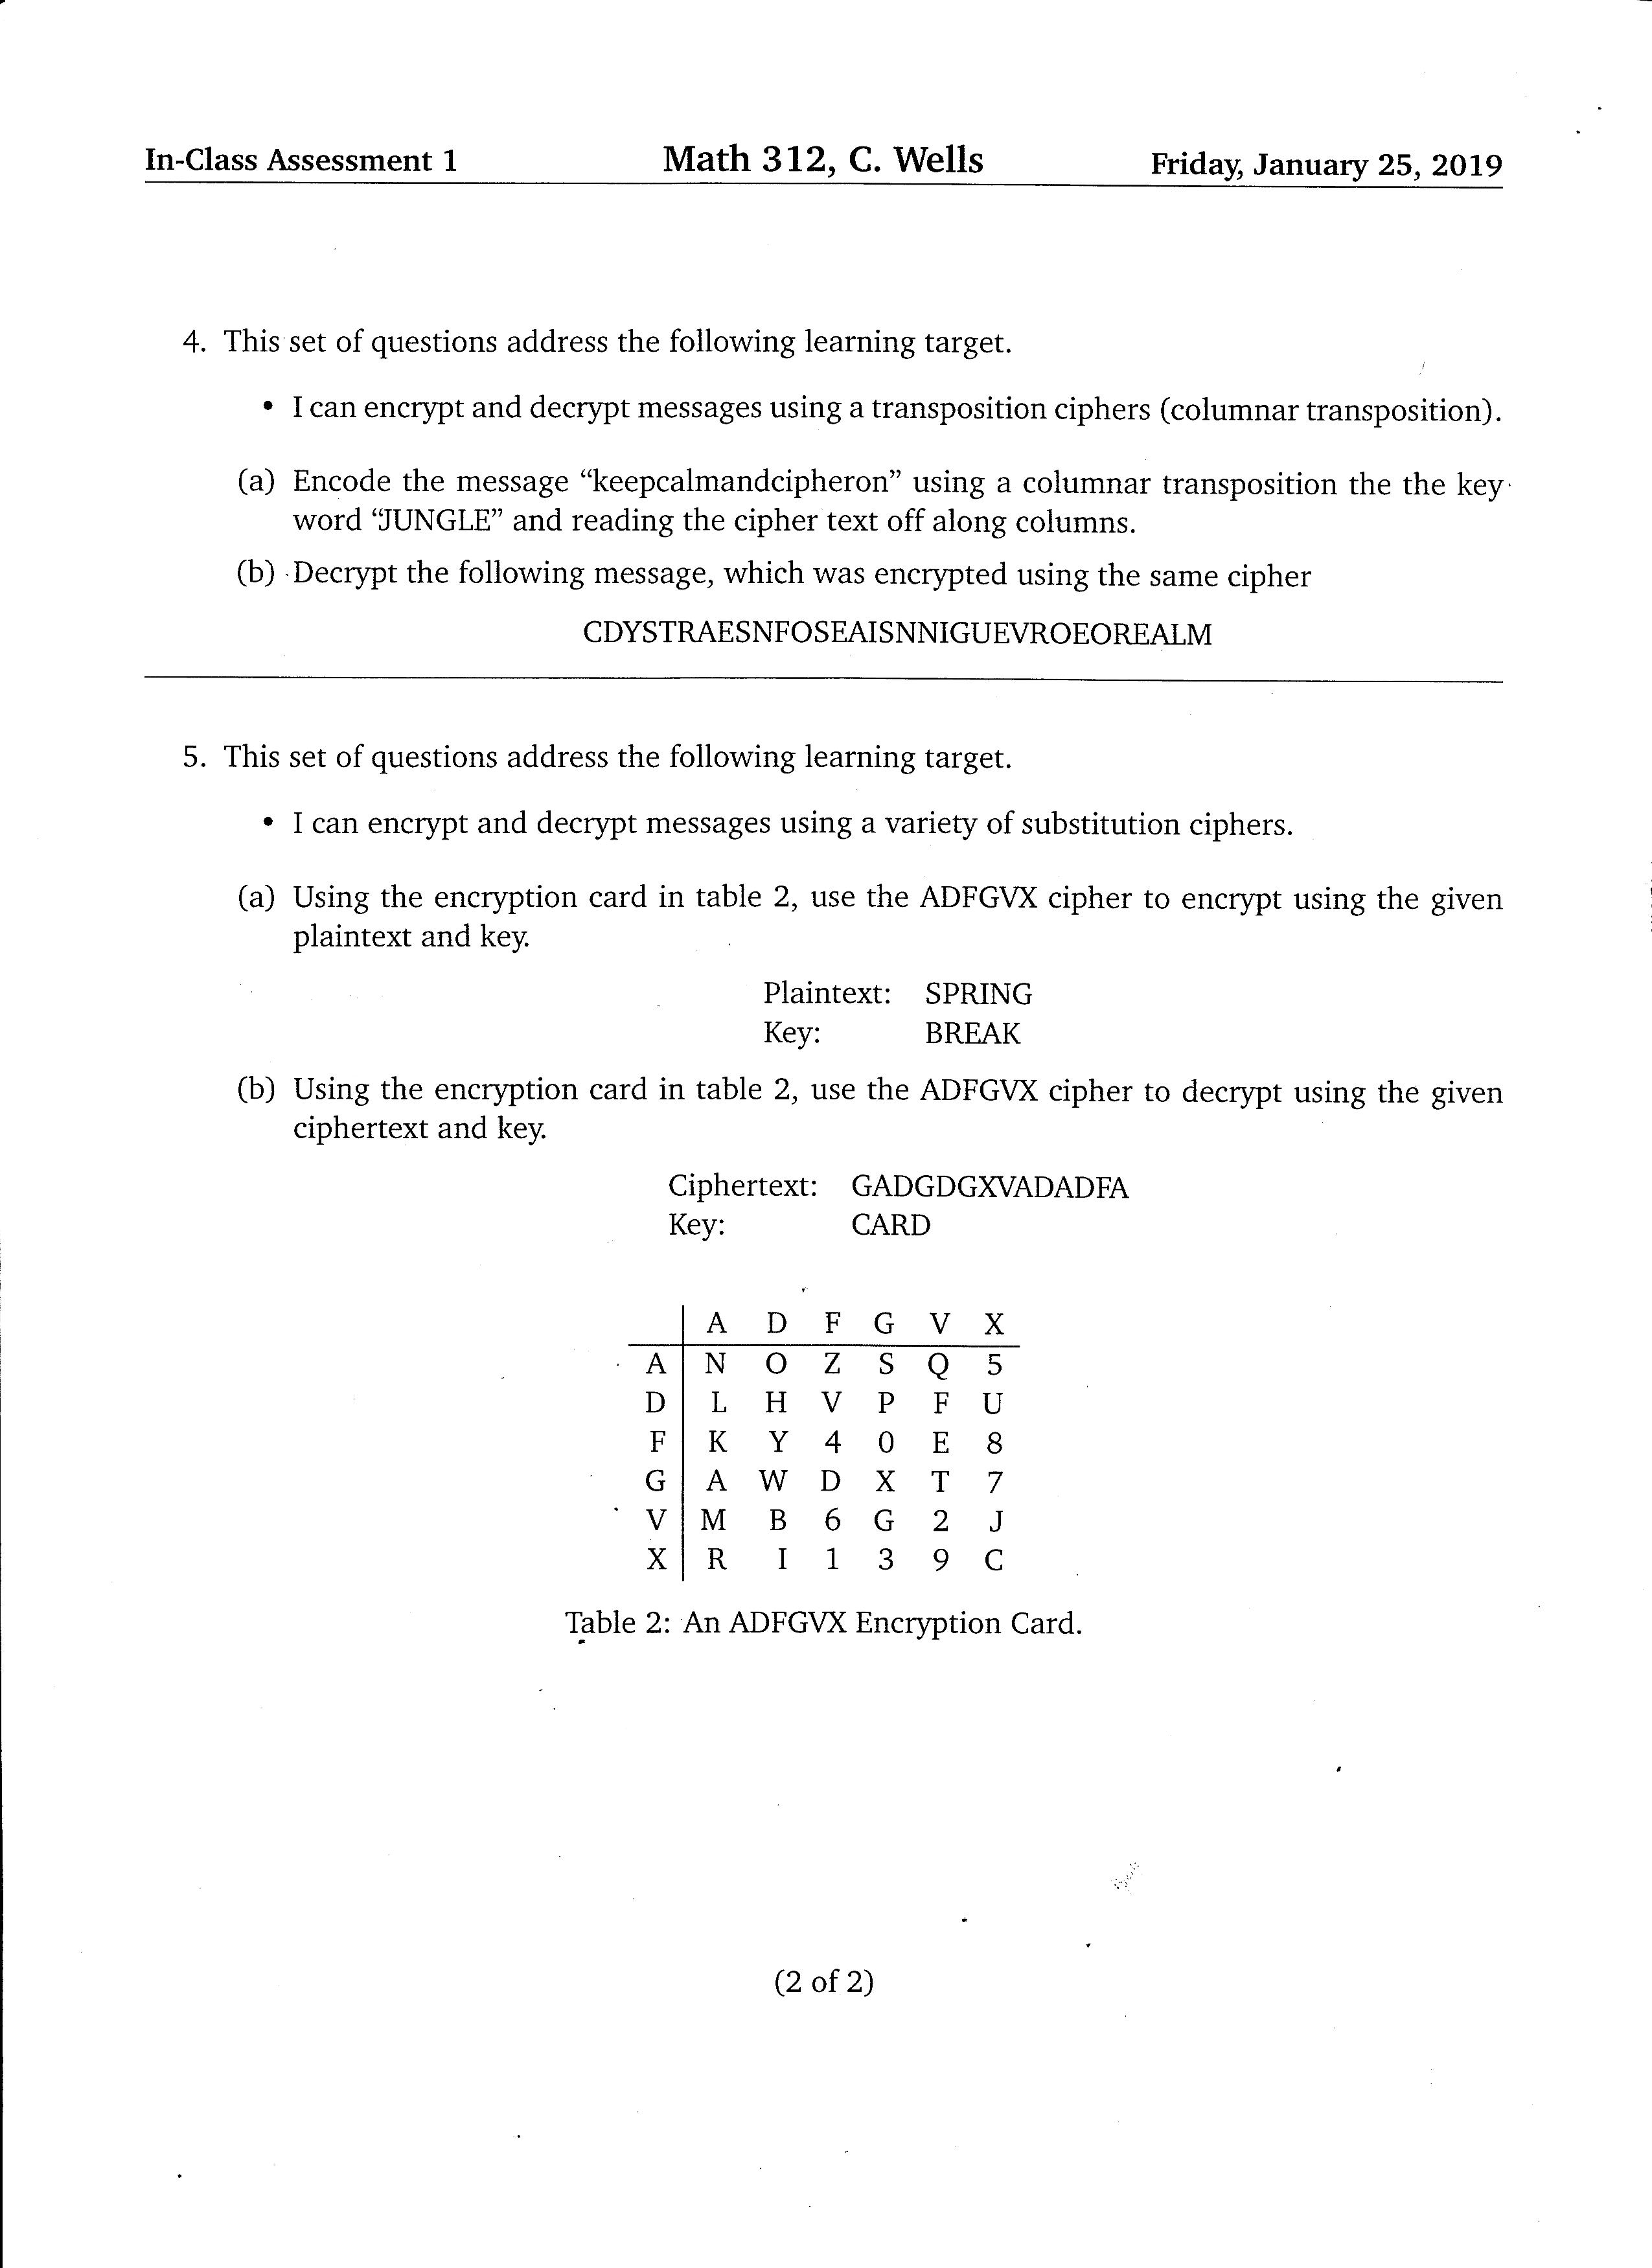 In-Class Assessment 1 Math 312, C. Wells Friday, January 25, 2019
4. This set of questions address the following learning target.
• I can encrypt and decrypt messages using a transposition ciphers (columnar transposition).
(a) Encode the message “keepcalmandcipheron” using a columnar transposition the the key
word “JUNGLE” and reading the cipher text off along columns.
(b) Decrypt the following message, which was encrypted using the same cipher
CDYSTRAESNFOSEAISNNIGUEVROEOREALM
5. This set of questions address the following learning target.
• I can encrypt and decrypt messages using a variety of substitution ciphers.
(a) Using the encryption card in table 2, use the ADFGVX cipher to encrypt using the given
plaintext and key.
Plaintext: SPRING
Key: BREAK
(b) Using the encryption card in table 2, use the ADFGVX cipher to decrypt using the given
ciphertext and key.
Ciphertext: GADGDGXVADADFA
Key: CARD
A D F G V X
A N O Z S Q 5
D L H V P F U
F K Y 4 0 E 8
G A W D X T 7
V M B 6 G 2 J
X R I 1 3 9 C
Table 2: An ADFGVX Encryption Card.
(2 of 2)